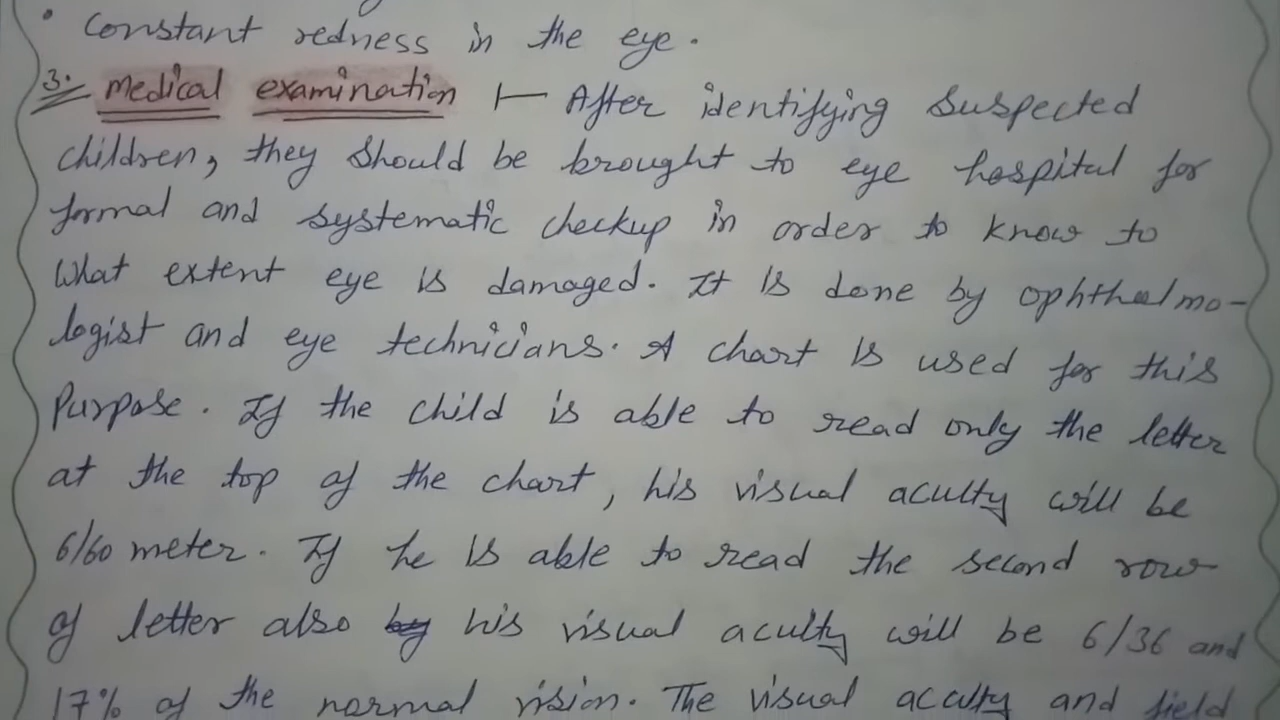 • Constant redness in the eye.
3. Medical examination :— After identifying suspected
children, they should be brought to eye hospital for
formal and systematic checkup in order to know to
what extent eye is damaged. It is done by ophthalmo-
logist and eye technicians. A chart is used for this
Purpose. If the child is able to read only the letter
at the top of the chart, his visual aculty will be
6/60 meter. If he is able to read the second row
of letter also his visual aculty will be 6/36 and
17% of the normal vision. The visual aculty and field